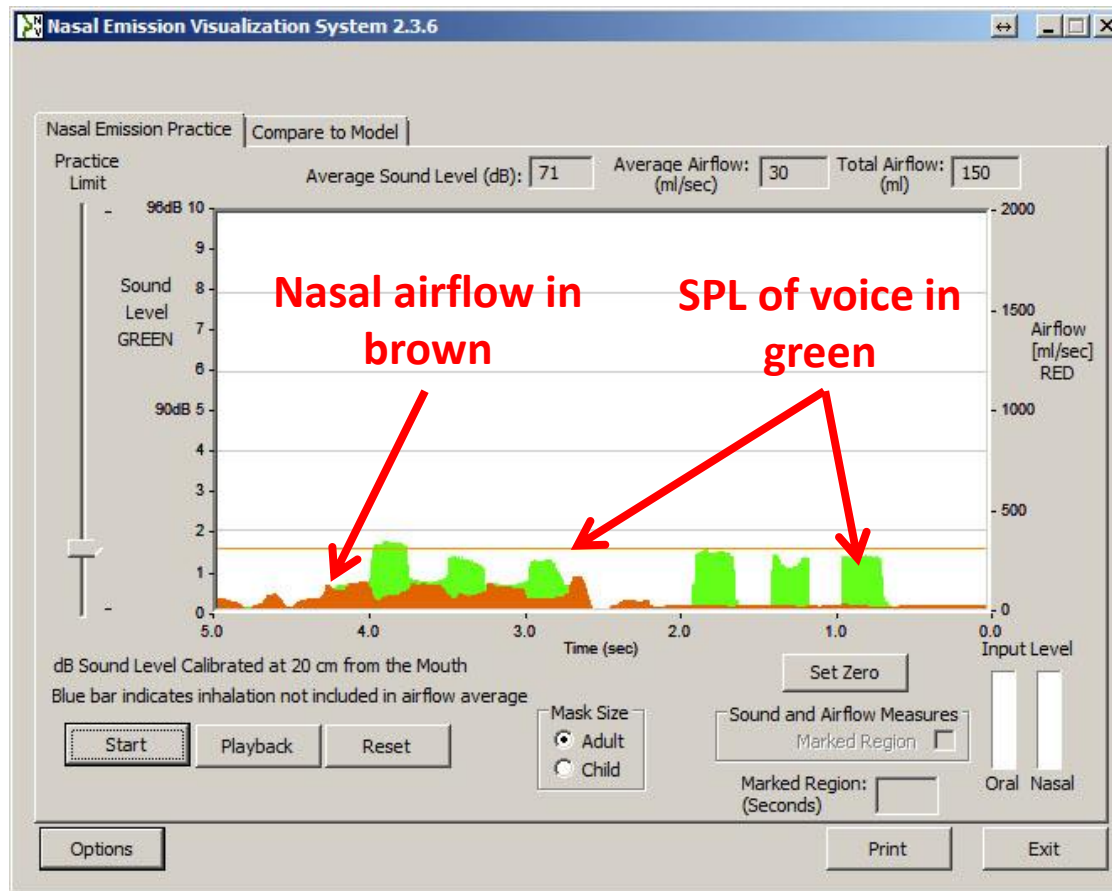 Nasal Emission Visualization System 2.3.6
Nasal Emission Practice
Compare to Model
Practice
Limit
Average Sound Level (dB): 71
Average Airflow: 30
(ml/sec)
Total Airflow: 150
(ml)
96dB 10
9
8
7
6
90dB 5
4
3
2
1
0
Sound
Level
GREEN
Nasal airflow in
brown
SPL of voice in
green
2000
1500
1000
500
0
Airflow
[ml/sec]
RED
5.0 4.0 3.0 2.0 1.0 0.0
Time (sec)
dB Sound Level Calibrated at 20 cm from the Mouth
Blue bar indicates inhalation not included in airflow average
Start
Playback
Reset
Mask Size
Adult
Child
Set Zero
Sound and Airflow Measures
Marked Region
Marked Region:
(Seconds)
Input Level
Oral Nasal
Options
Print
Exit